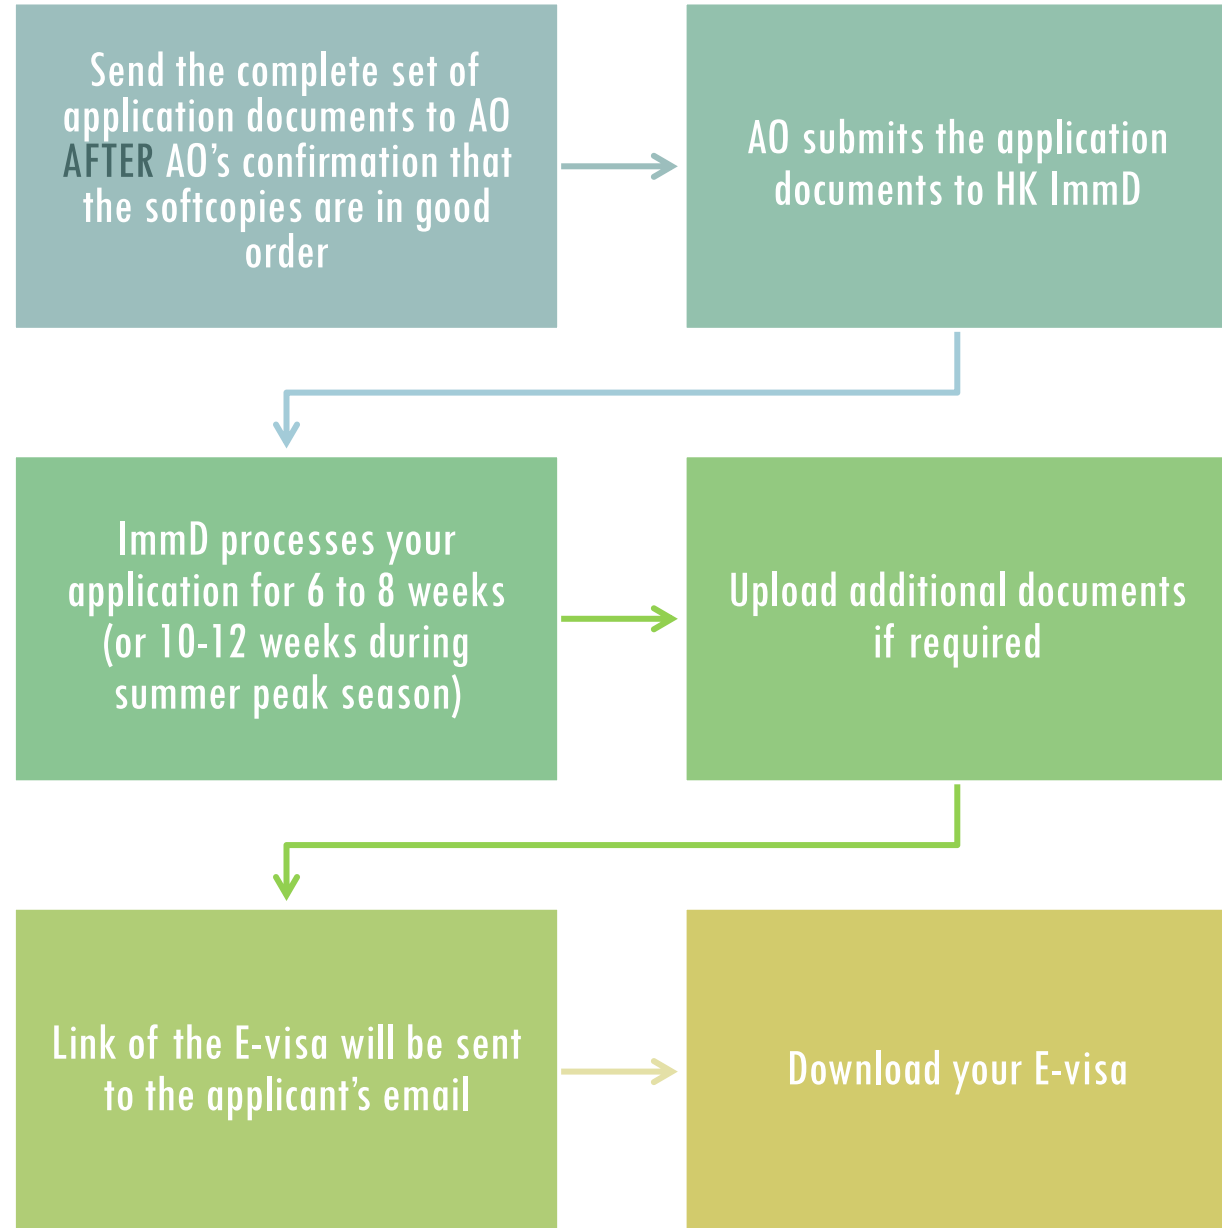 Send the complete set of
application documents to AO
AFTER AO’s confirmation that
the softcopies are in good
order
AO submits the application
documents to HK ImmD
ImmD processes your
application for 6 to 8 weeks
(or 10-12 weeks during
summer peak season)
Upload additional documents
if required
Link of the E-visa will be sent
to the applicant’s email
Download your E-visa